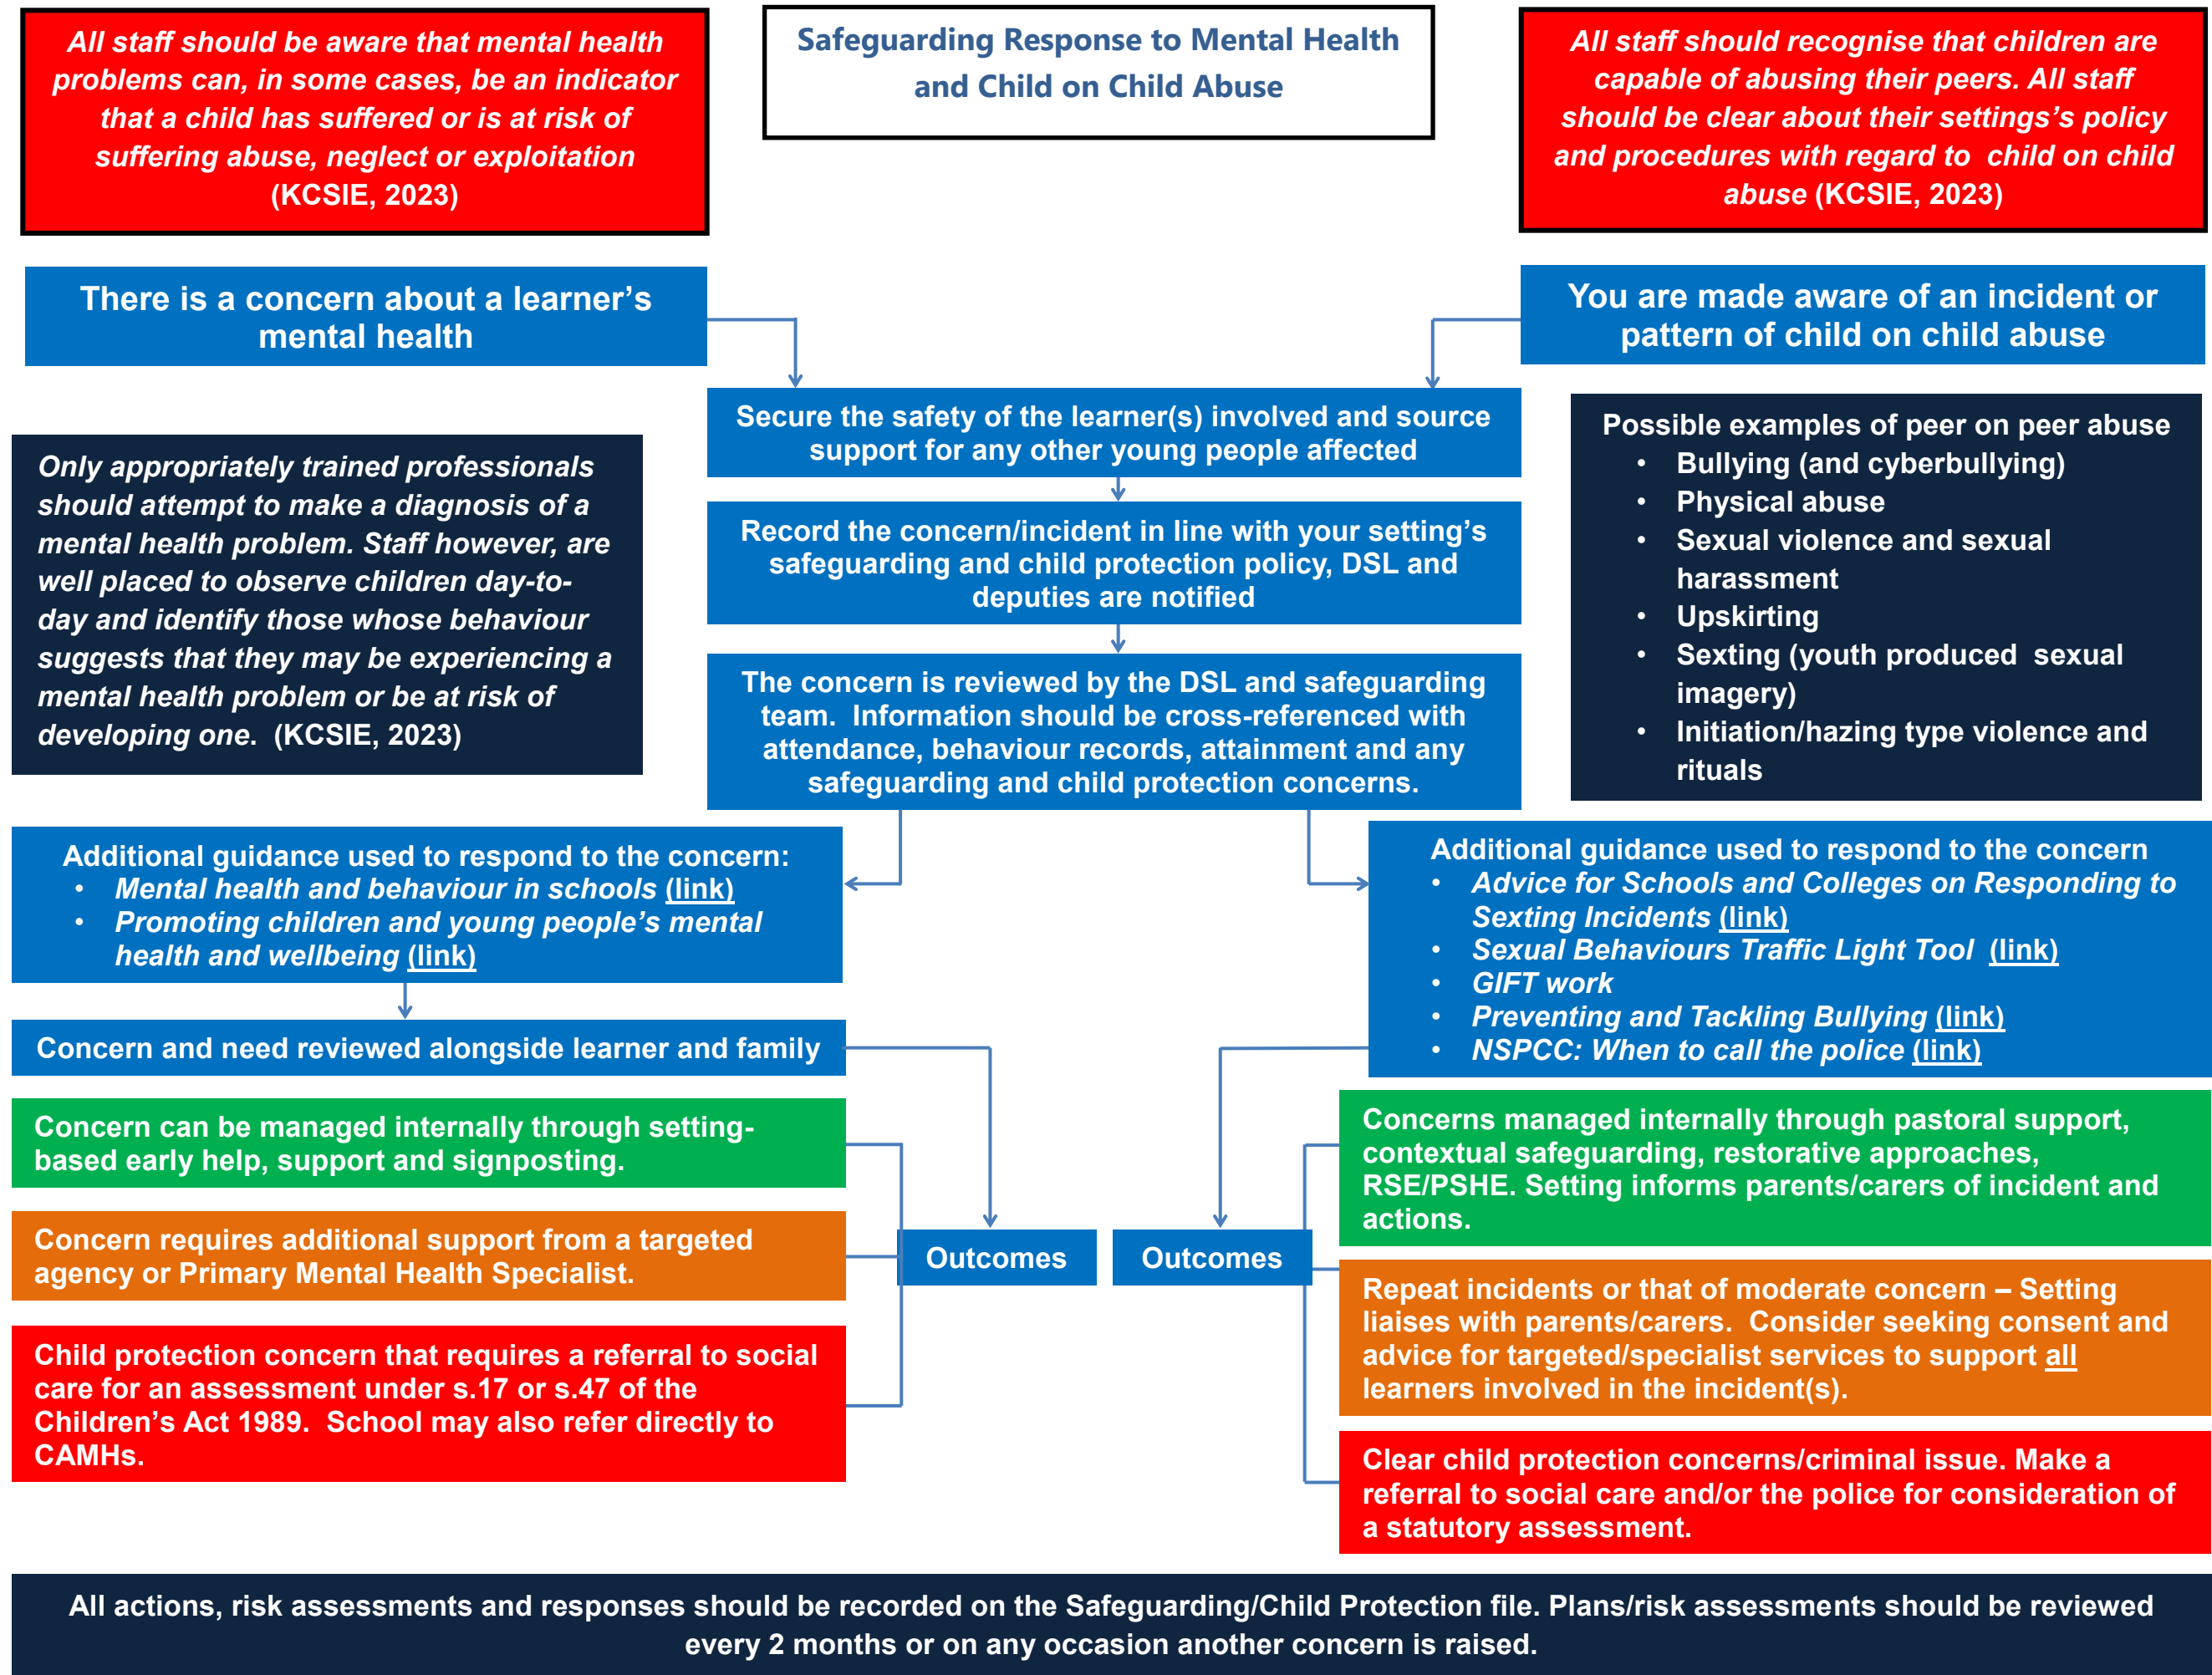 All staff should be aware that mental health
problems can, in some cases, be an indicator
that a child has suffered or is at risk of
suffering abuse, neglect or exploitation
(KCSIE, 2023)
Safeguarding Response to Mental Health
and Child on Child Abuse
All staff should recognise that children are
capable of abusing their peers. All staff
should be clear about their settings's policy
and procedures with regard to child on child
abuse (KCSIE, 2023)
There is a concern about a learner's
mental health
You are made aware of an incident or
pattern of child on child abuse
Secure the safety of the learner(s) involved and source
support for any other young people affected
Only appropriately trained professionals
should attempt to make a diagnosis of a
mental health problem. Staff however, are
well placed to observe children day-to-
day and identify those whose behaviour
suggests that they may be experiencing a
mental health problem or be at risk of
developing one. (KCSIE, 2023)
Record the concern/incident in line with your setting's
safeguarding and child protection policy, DSL and
deputies are notified
The concern is reviewed by the DSL and safeguarding
team. Information should be cross-referenced with
attendance, behaviour records, attainment and any
safeguarding and child protection concerns.
Possible examples of peer on peer abuse
• Bullying (and cyberbullying)
• Physical abuse
• Sexual violence and sexual
harassment
• Upskirting
• Sexting (youth produced sexual
imagery)
• Initiation/hazing type violence and
rituals
Additional guidance used to respond to the concern:
• Mental health and behaviour in schools (link)
• Promoting children and young people's mental
health and wellbeing (link)
Additional guidance used to respond to the concern
• Advice for Schools and Colleges on Responding to
Sexting Incidents (link)
• Sexual Behaviours Traffic Light Tool (link)
• GIFT work
• Preventing and Tackling Bullying (link)
• NSPCC: When to call the police (link)
Concern and need reviewed alongside learner and family
Concern can be managed internally through setting-
based early help, support and signposting.
Concern requires additional support from a targeted
agency or Primary Mental Health Specialist.
Child protection concern that requires a referral to social
care for an assessment under s.17 or s.47 of the
Children's Act 1989. School may also refer directly to
CAMHs.
Outcomes
Outcomes
Concerns managed internally through pastoral support,
contextual safeguarding, restorative approaches,
RSE/PSHE. Setting informs parents/carers of incident and
actions.
Repeat incidents or that of moderate concern – Setting
liaises with parents/carers. Consider seeking consent and
advice for targeted/specialist services to support all
learners involved in the incident(s).
Clear child protection concerns/criminal issue. Make a
referral to social care and/or the police for consideration of
a statutory assessment.
All actions, risk assessments and responses should be recorded on the Safeguarding/Child Protection file. Plans/risk assessments should be reviewed
every 2 months or on any occasion another concern is raised.